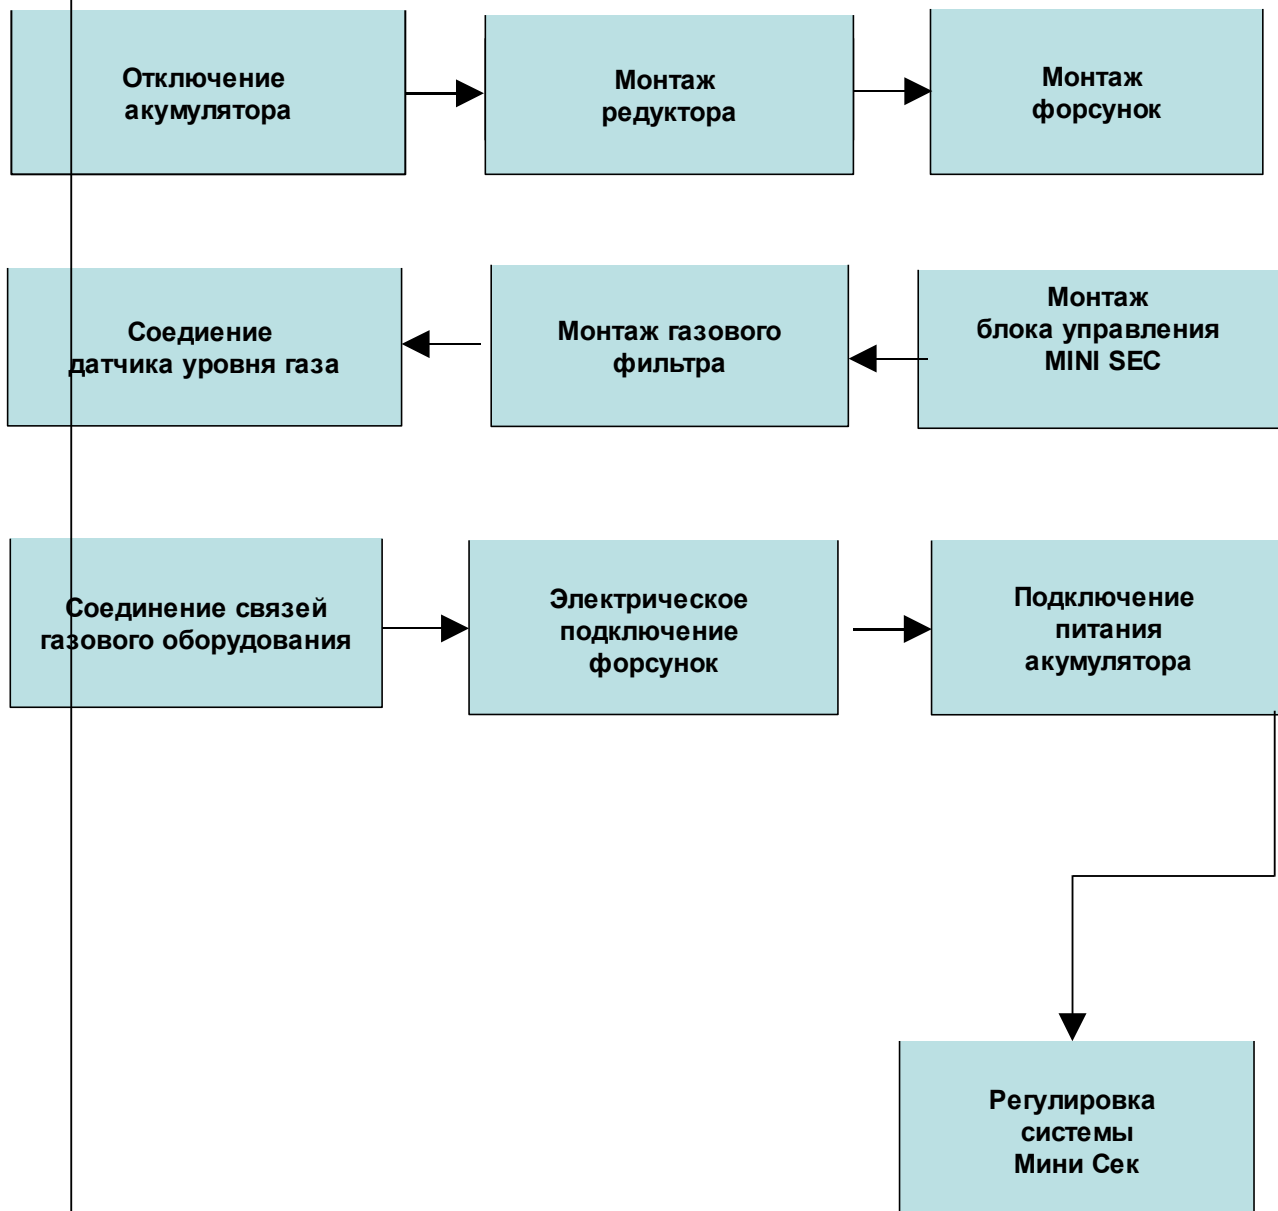 Отключение
акумулятора
Монтаж
редуктора
Монтаж
форсунок
Соедиение
датчика уровня газа
Монтаж газового
фильтра
Монтаж
блока управления
MINI SEC
Соединение связей
газового оборудования
Электрическое
подключение
форсунок
Подключение
питания
акумулятора
Регулировка
системы
Мини Сек